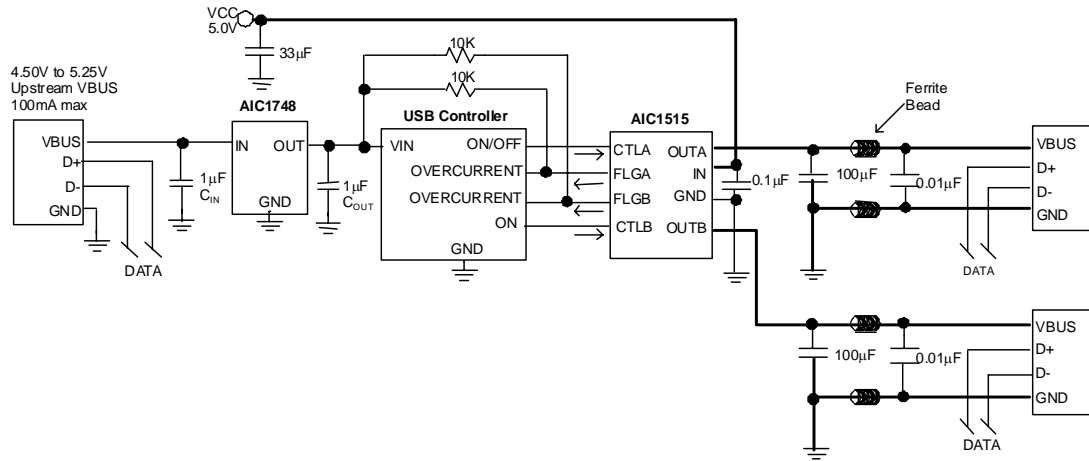 VCC
5.0V
33µF
10K
10K
4.50V to 5.25V
Upstream VBUS
100mA max
VBUS
D+
D-
GND
DATA
1µF
CIN
AIC1748
IN
OUT
GND
1µF
COUT
USB Controller
VIN
ON/OFF
OVERCURRENT
OVERCURRENT
ON
GND
AIC1515
CTLA
FLGA
FLGB
CTLB
OUTA
IN
GND
OUTB
0.1µF
Ferrite
Bead
100µF
0.01µF
VBUS
D+
D-
GND
DATA
100µF
0.01µF
VBUS
D+
D-
GND
DATA